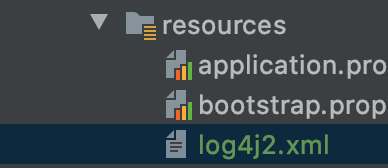 resources
application.pro
bootstrap.prop
log4j2.xml